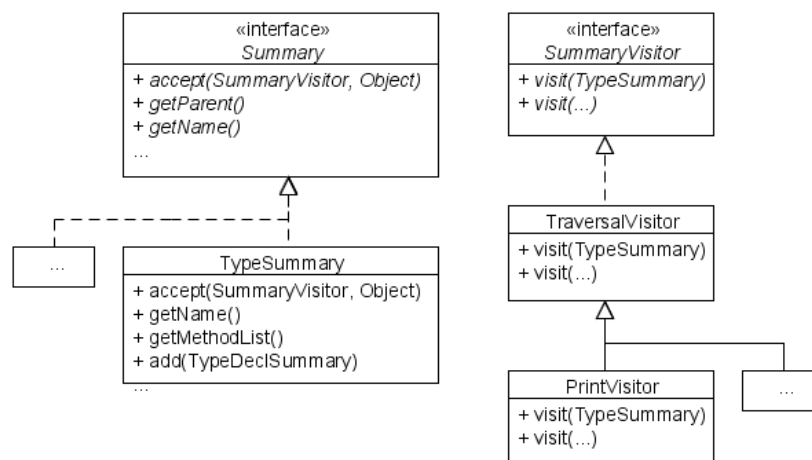 «interface»
Summary
+ accept(SummaryVisitor, Object)
+ getParent()
+ getName()
...
«interface»
SummaryVisitor
+ visit(TypeSummary)
+ visit(...)
...
TypeSummary
+ accept(SummaryVisitor, Object)
+ getName()
+ getMethodList()
+ add(TypeDeclSummary)
...
TraversalVisitor
+ visit(TypeSummary)
+ visit(...)
PrintVisitor
+ visit(TypeSummary)
+ visit(...)
...